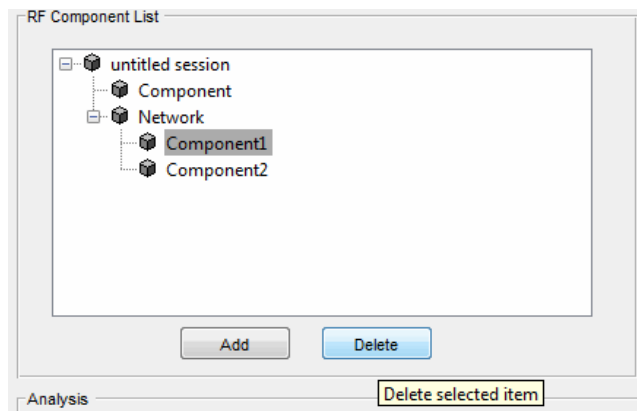 RF Component List
untitled session
Component
Network
Component1
Component2
Add Delete
Analysis
Delete selected item